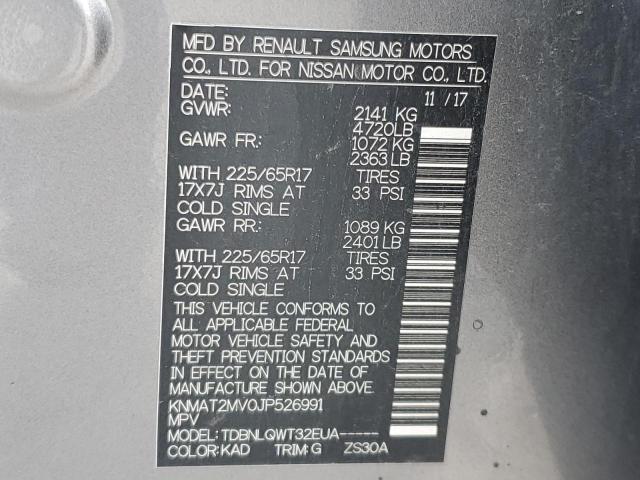 MFD BY RENAULT SAMSUNG MOTORS
CO., LTD. FOR NISSAN MOTOR CO., LTD.
DATE: 11 / 17
GVWR: 2141 KG
4720LB
GAWR FR: 1072 KG
2363 LB
WITH 225/65R17 TIRES
17X7J RIMS AT 33 PSI
COLD SINGLE
GAWR RR: 1089 KG
2401 LB
WITH 225/65R17 TIRES
17X7J RIMS AT 33 PSI
COLD SINGLE
THIS VEHICLE CONFORMS TO
ALL APPLICABLE FEDERAL
MOTOR VEHICLE SAFETY AND
THEFT PREVENTION STANDARDS
IN EFFECT ON THE DATE OF
MANUFACTURE SHOWN ABOVE.
KNMAT2MV0JP526991
MPV
MODEL: TDBNLQWT32EUA-----
COLOR: KAD TRIM: G ZS30A